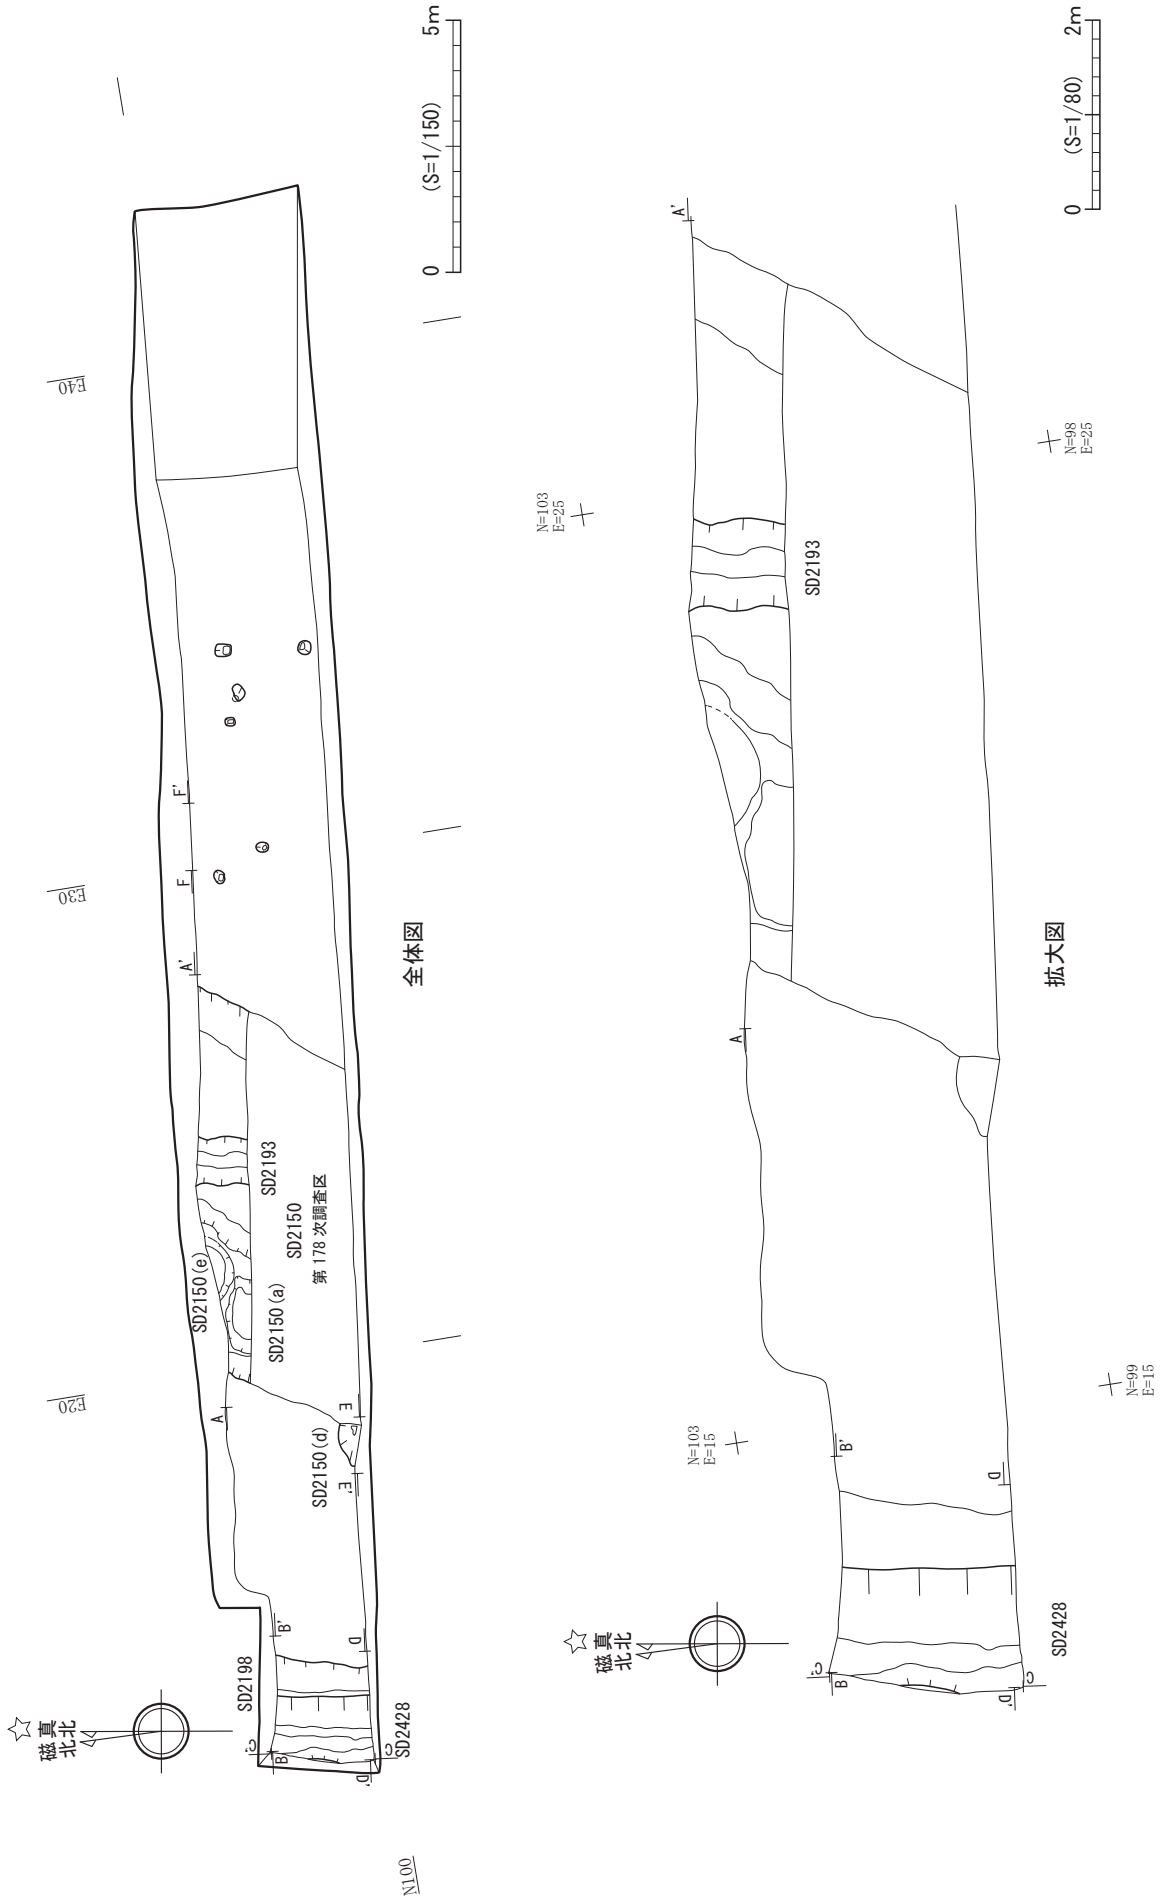 磁北
真北
SD2198
SD2428
B
B'
C
C'
D
D'
N100
E20
E30
E40
A
A'
E
E'
F
F'
SD2150(d)
SD2150(a)
SD2150(e)
SD2150
第178次調査区
SD2193
全体図
0
(S=1/150)
5m
磁北
真北
N=103
E=15
N=99
E=15
N=103
E=25
N=98
E=25
B
B'
C
C'
D
D'
A
A'
SD2428
SD2193
拡大図
0
(S=1/80)
2m